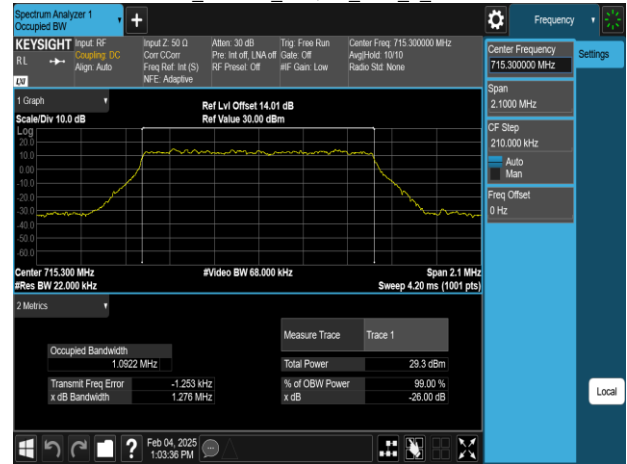 Spectrum Analyzer 1
Occupied BW
Frequency
KEYSIGHT
R L
LXI
Input: RF
Coupling: DC
Align: Auto
Input Z: 50 Ω
Corr CCorr
Freq Ref: Int (S)
NFE: Adaptive
Atten: 30 dB
Pre: Int off, LNA off
RF Presel: Off
Trig: Free Run
Gate: Off
#IF Gain: Low
Center Freq: 715.300000 MHz
Avg|Hold: 10/10
Radio Std: None
Center Frequency
715.300000 MHz
Settings
Span
2.1000 MHz
CF Step
210.000 kHz
Auto
Man
Freq Offset
0 Hz
Local
1 Graph
Scale/Div 10.0 dB
Ref Lvl Offset 14.01 dB
Ref Value 30.00 dBm
Log
20.0
10.0
0.00
-10.0
-20.0
-30.0
-40.0
-50.0
-60.0
Center 715.300 MHz
#Video BW 68.000 kHz
Span 2.1 MHz
#Res BW 22.000 kHz
Sweep 4.20 ms (1001 pts)
2 Metrics
Measure Trace Trace 1
Occupied Bandwidth
1.0922 MHz
Total Power 29.3 dBm
Transmit Freq Error -1.253 kHz
% of OBW Power 99.00 %
x dB Bandwidth 1.276 MHz
x dB -26.00 dB
?
Feb 04, 2025
1:03:36 PM